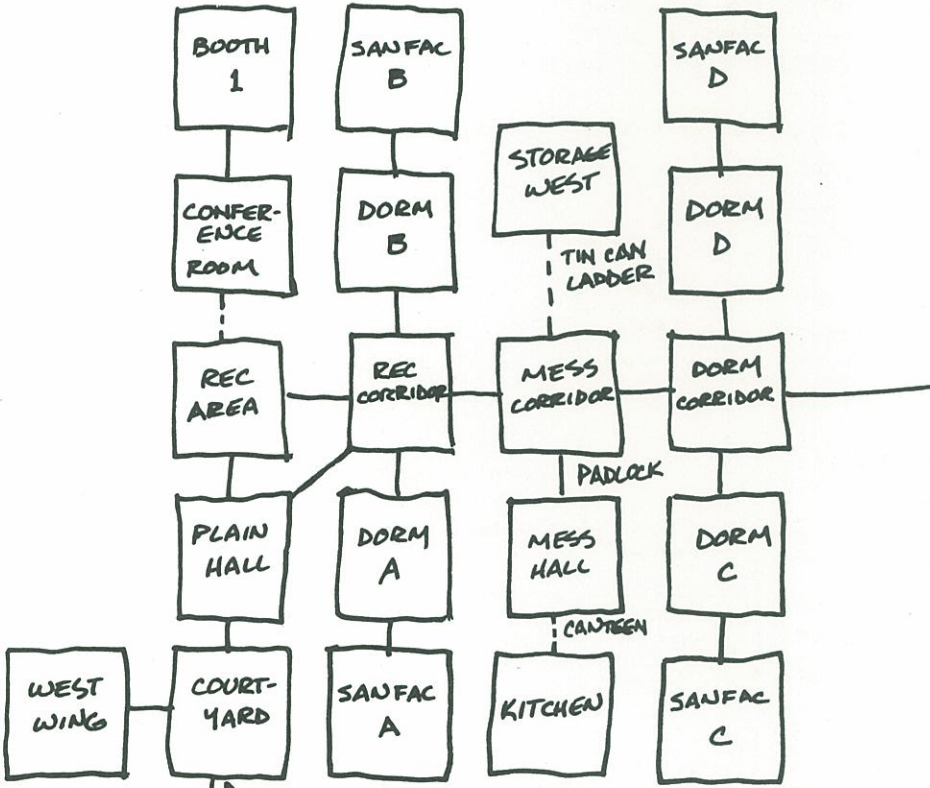 BOOTH
1
SANFAC
B
SANFAC
D
STORAGE
WEST
CONFER-
ENCE
ROOM
DORM
B
DORM
D
TIN CAN
LADDER
REC
AREA
REC
CORRIDOR
MESS
CORRIDOR
DORM
CORRIDOR
PADLOCK
PLAIN
HALL
DORM
A
MESS
HALL
DORM
C
CANTEEN
WEST
WING
COURT-
YARD
SANFAC
A
KITCHEN
SANFAC
C